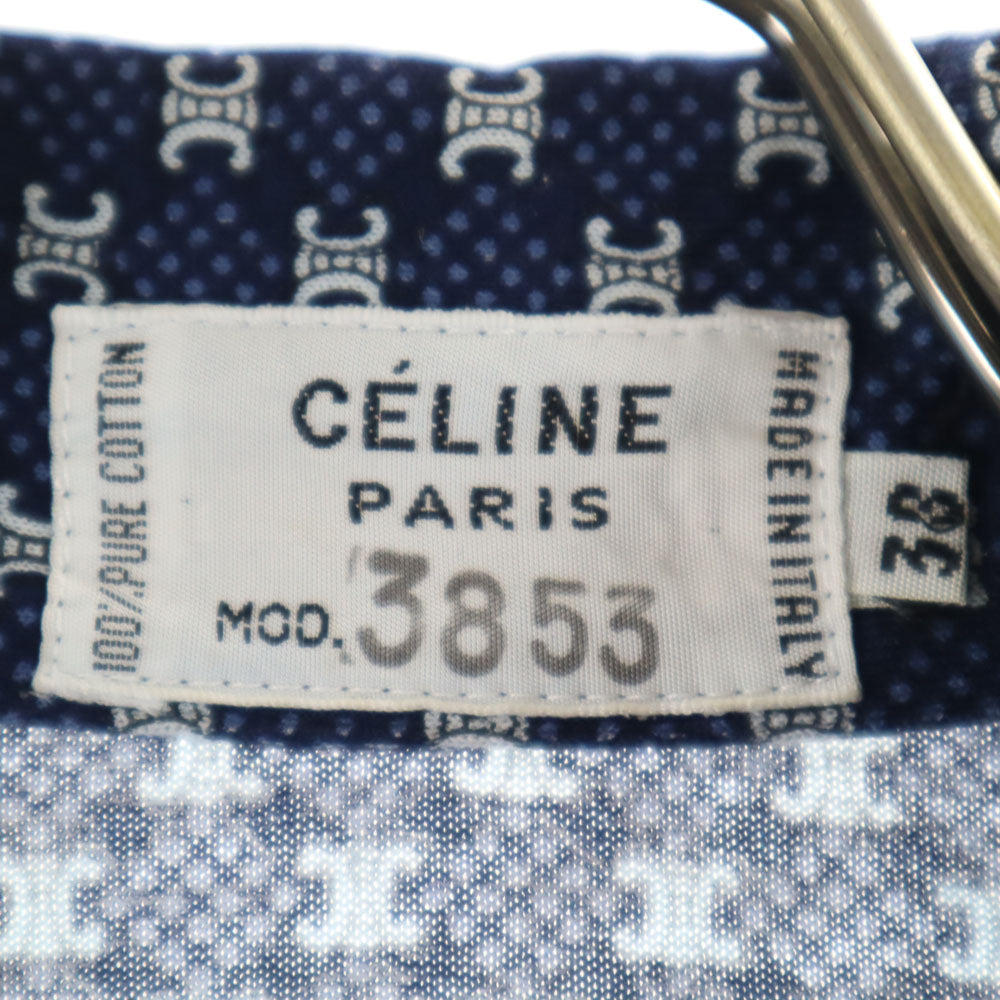 100% PURE COTTON
CÉLINE
PARIS
MOD. 3853
MADE IN ITALY
38